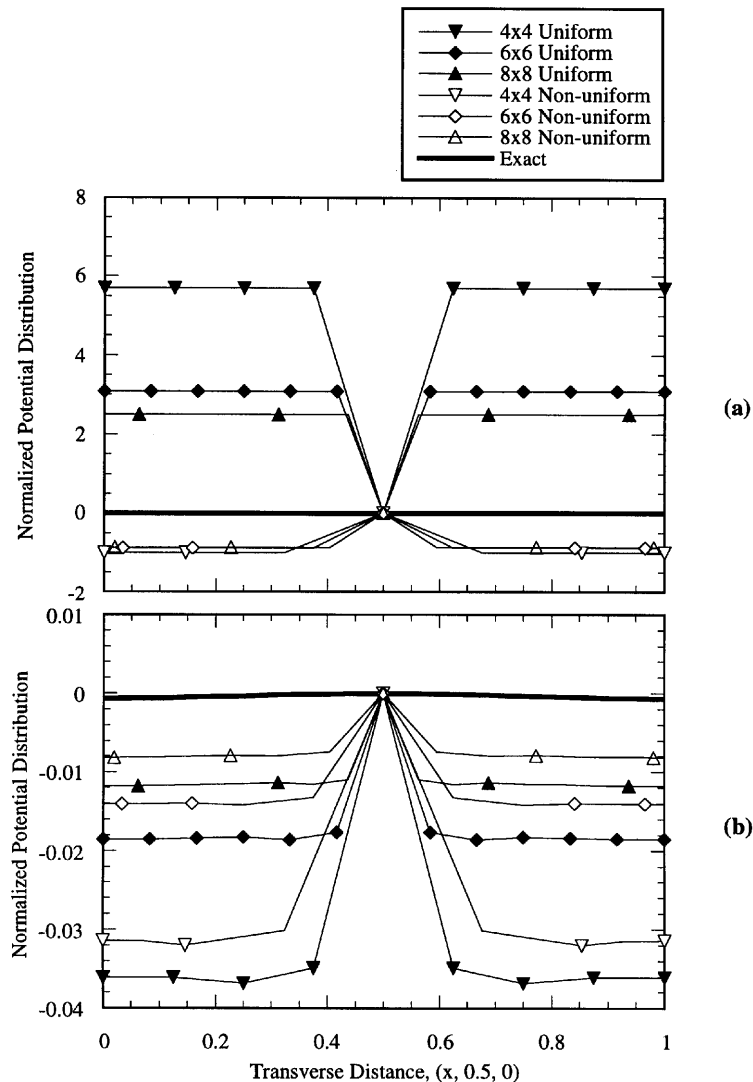 4x4 Uniform
6x6 Uniform
8x8 Uniform
4x4 Non-uniform
6x6 Non-uniform
8x8 Non-uniform
Exact
8
6
4
2
0
-2
Normalized Potential Distribution
(a)
0.01
0
-0.01
-0.02
-0.03
-0.04
Normalized Potential Distribution
(b)
0 0.2 0.4 0.6 0.8 1
Transverse Distance, (x, 0.5, 0)